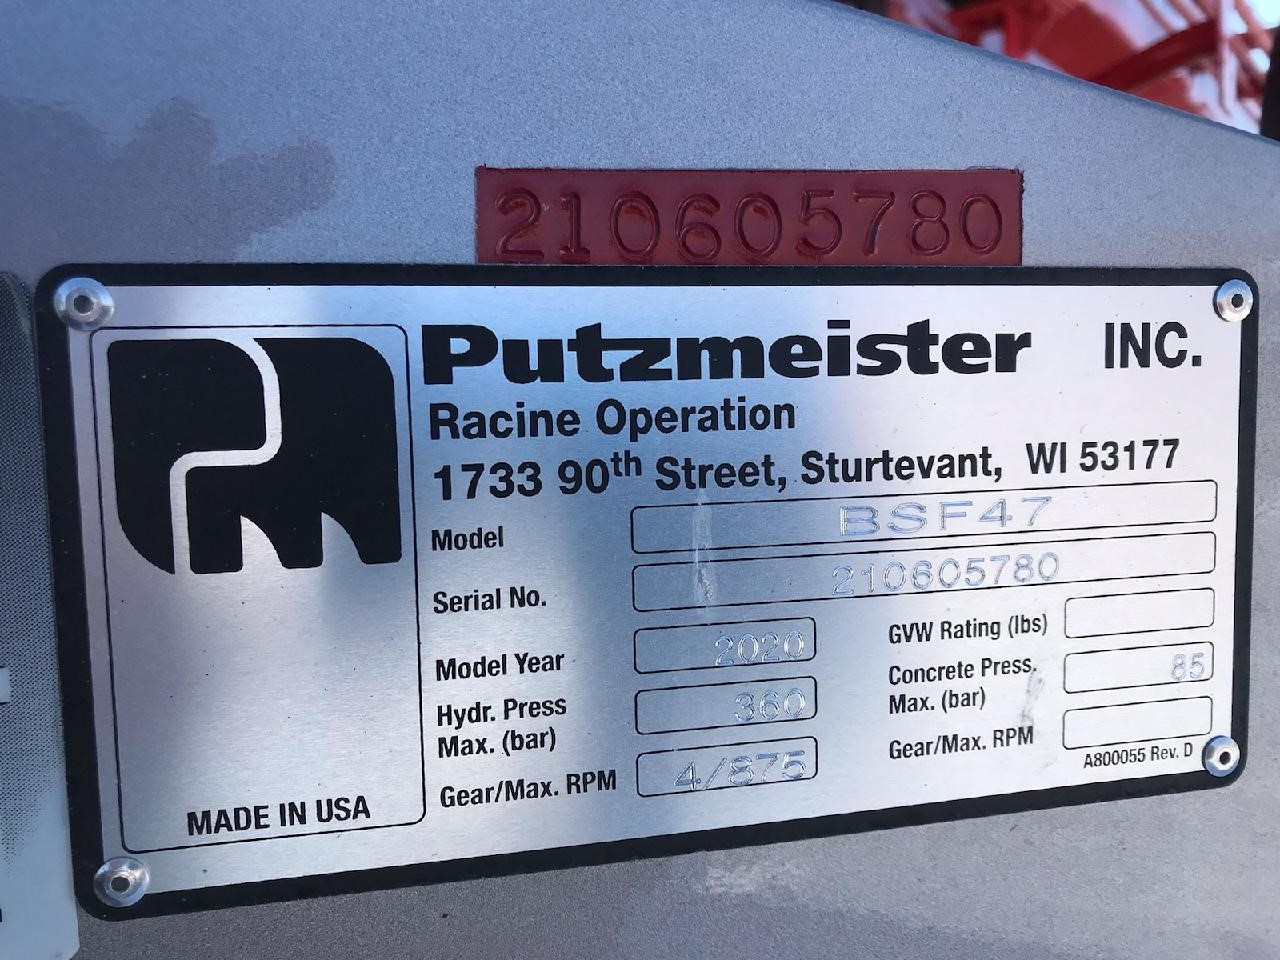 210605780
PM
Putzmeister INC.
Racine Operation
1733 90th Street, Sturtevant, WI 53177
Model BSF47
Serial No. 210605780
Model Year 2020
GVW Rating (lbs)
Hydr. Press Max. (bar) 360
Concrete Press. Max. (bar) 85
Gear/Max. RPM 4/875
Gear/Max. RPM
A800055 Rev. D
MADE IN USA